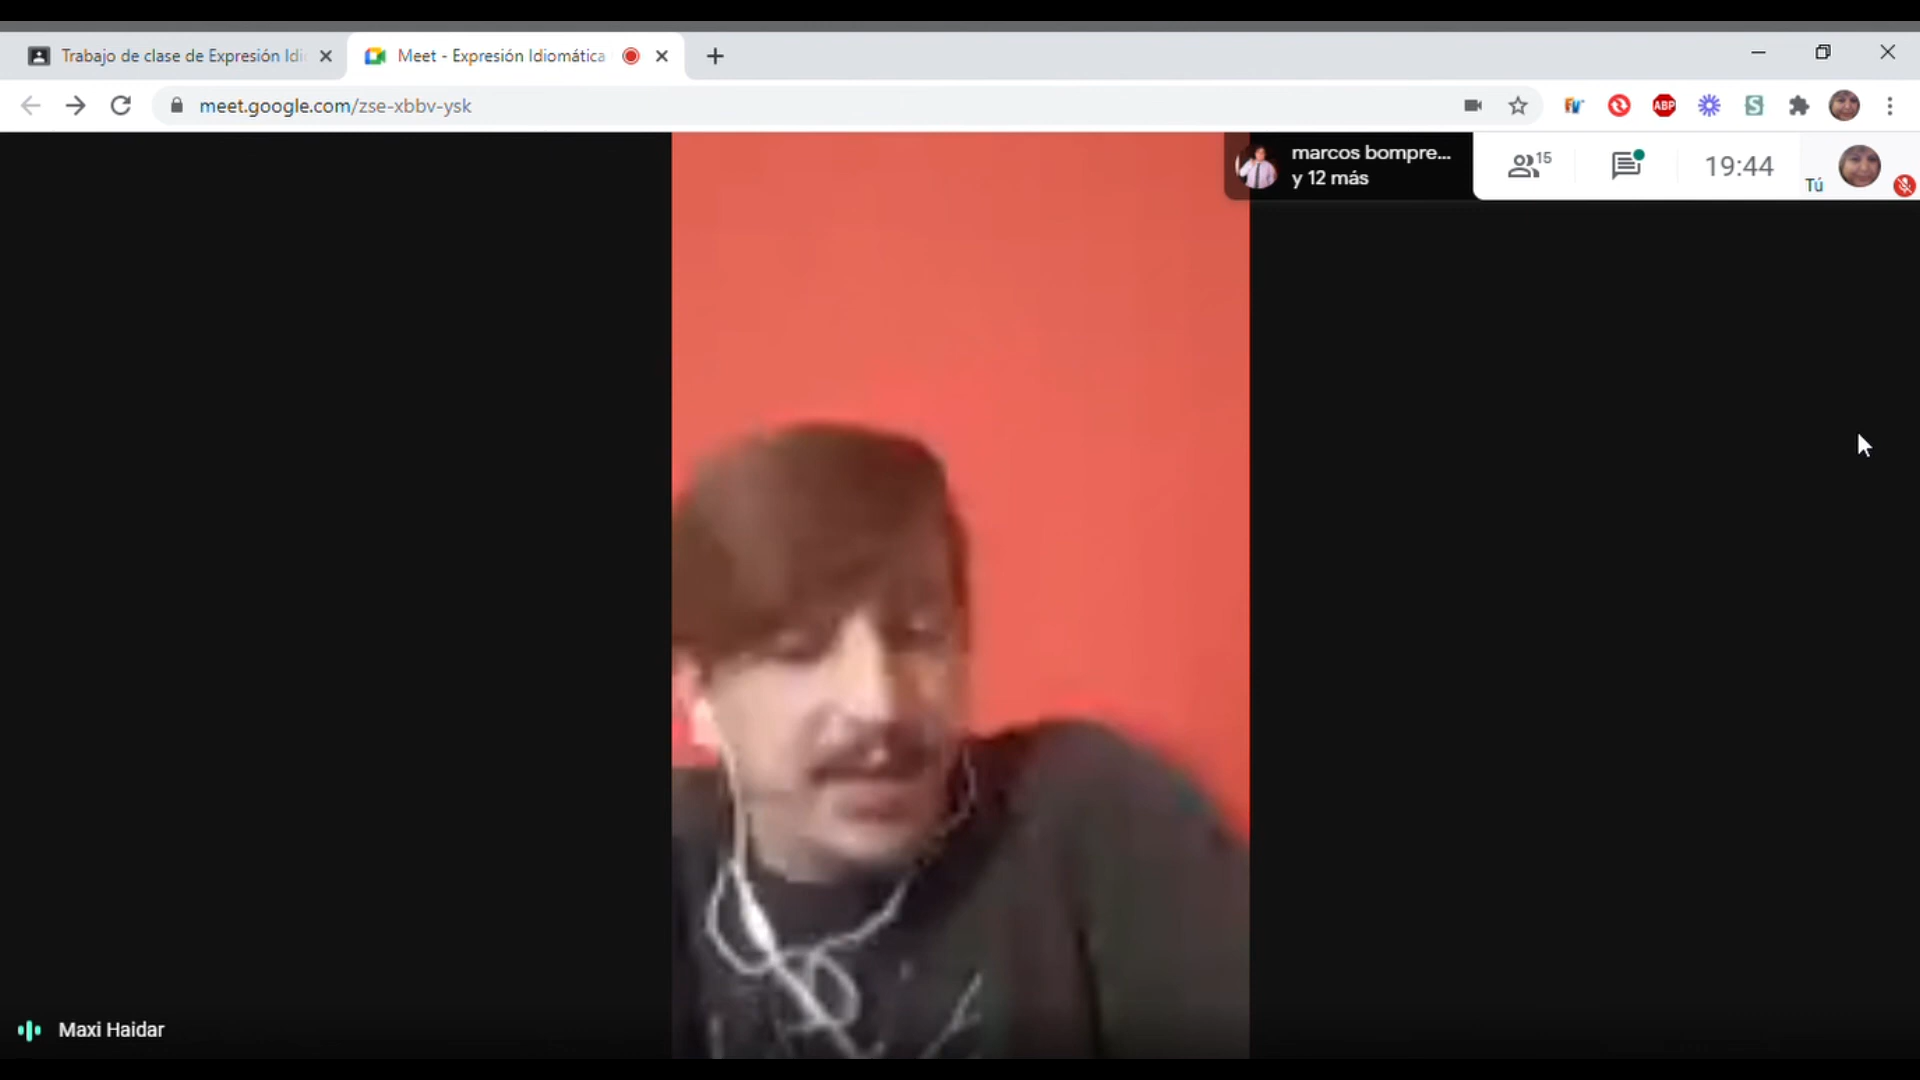 Trabajo de clase de Expresión Idi
Meet - Expresión Idiomática
meet.google.com/zse-xbbv-ysk
ABP
marcos bompre...
y 12 más
15
19:44
Tú
Maxi Haidar